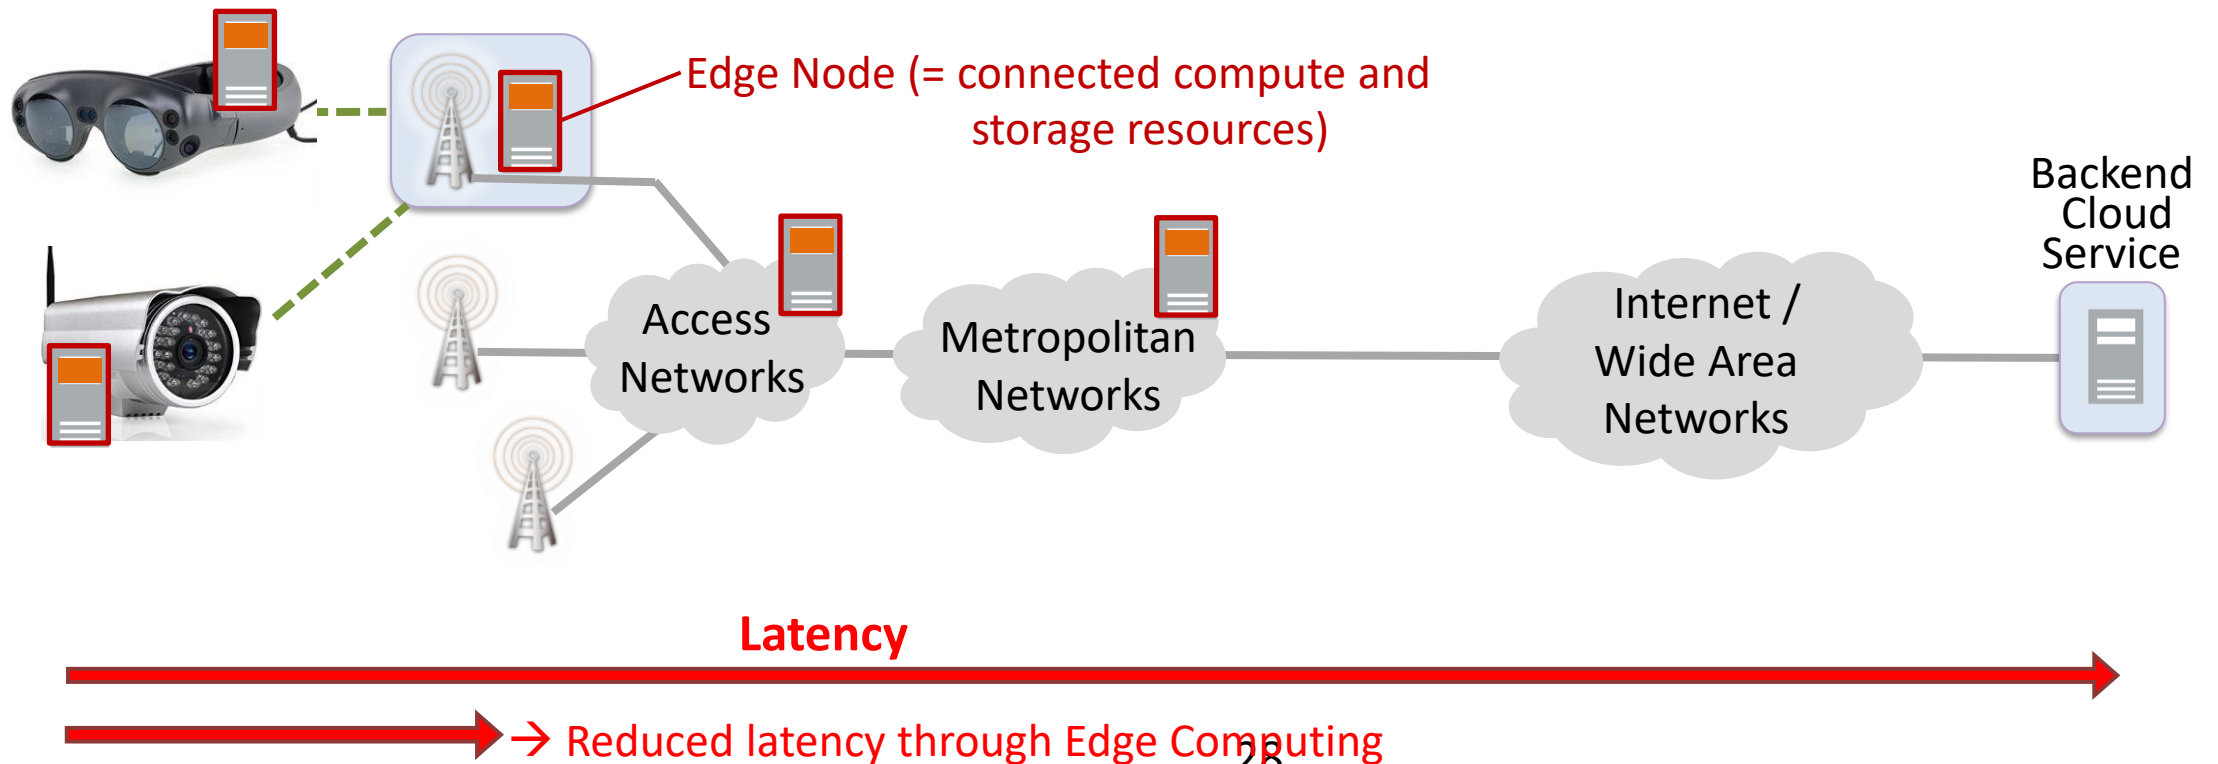 Edge Node (= connected compute and
storage resources)
Backend
Cloud
Service
Access
Networks
Metropolitan
Networks
Internet /
Wide Area
Networks
Latency
→ Reduced latency through Edge Computing
28